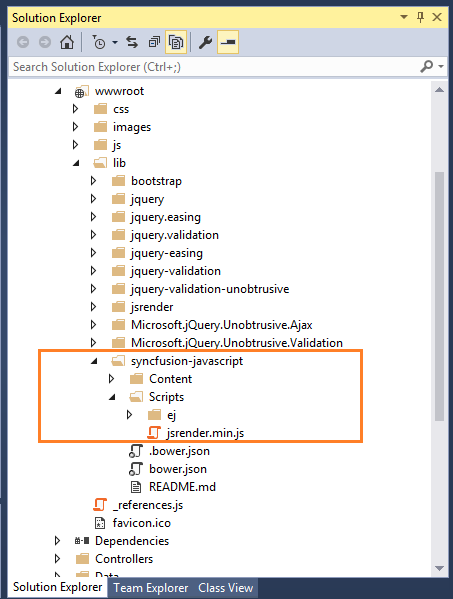 Solution Explorer
Search Solution Explorer (Ctrl+;)
wwwroot
css
images
js
lib
bootstrap
jquery
jquery.easing
jquery.validation
jquery-easing
jquery-validation
jquery-validation-unobtrusive
jsrender
Microsoft.jQuery.Unobtrusive.Ajax
Microsoft.jQuery.Unobtrusive.Validation
syncfusion-javascript
Content
Scripts
ej
jsrender.min.js
.bower.json
bower.json
README.md
_references.js
favicon.ico
Dependencies
Controllers
Data
Solution Explorer Team Explorer Class View